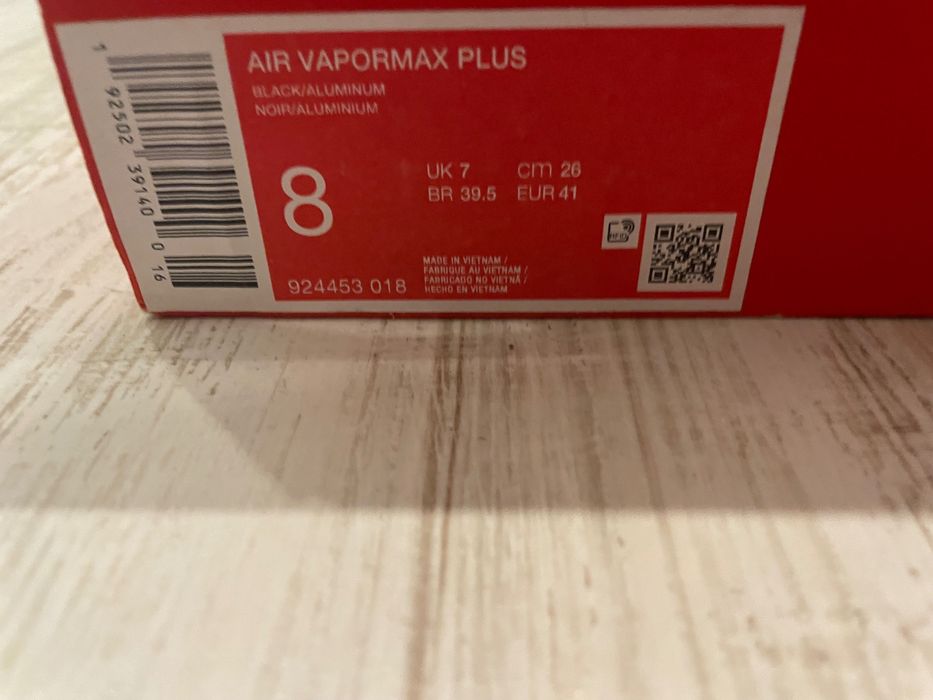 AIR VAPORMAX PLUS
BLACK/ALUMINUM
NOIR/ALUMINIUM
8
UK 7 cm 26
BR 39.5 EUR 41
924453 018
MADE IN VIETNAM /
FABRIQUE AU VIETNAM /
FABRICADO NO VIETNÃ /
HECHO EN VIETNAM
1 92502 39140 0 16